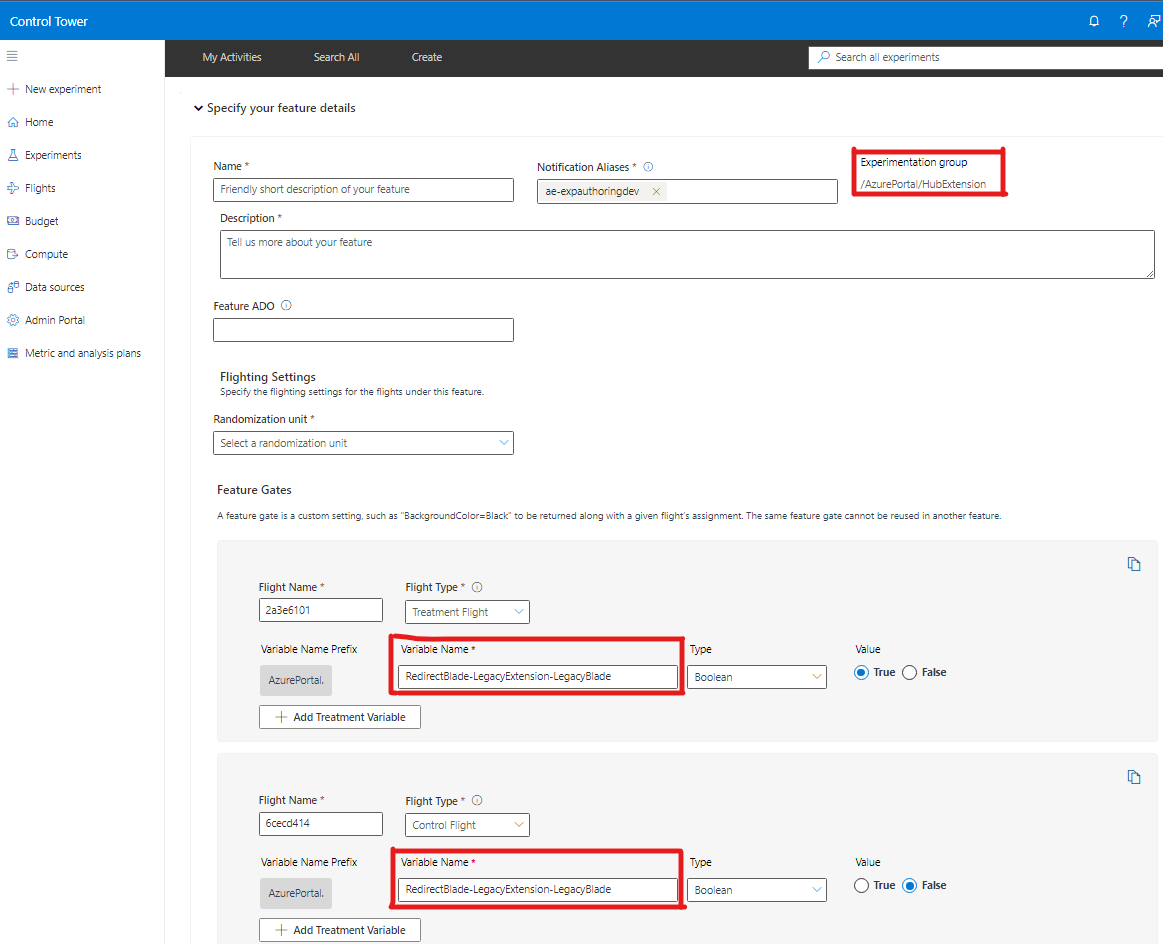 Control Tower
?
My Activities
Search All
Create
Search all experiments
New experiment
Home
Experiments
Flights
Budget
Compute
Data sources
Admin Portal
Metric and analysis plans
Specify your feature details
Name *
Friendly short description of your feature
Notification Aliases *
ae-expauthoringdev
Experimentation group
/AzurePortal/HubExtension
Description *
Tell us more about your feature
Feature ADO
Flighting Settings
Specify the flighting settings for the flights under this feature.
Randomization unit *
Select a randomization unit
Feature Gates
A feature gate is a custom setting, such as "BackgroundColor=Black" to be returned along with a given flight's assignment. The same feature gate cannot be reused in another feature.
Flight Name *
2a3e6101
Flight Type *
Treatment Flight
Variable Name Prefix
AzurePortal.
Variable Name *
RedirectBlade-LegacyExtension-LegacyBlade
Type
Boolean
Value
True
False
Add Treatment Variable
Flight Name *
6cecd414
Flight Type *
Control Flight
Variable Name Prefix
AzurePortal.
Variable Name *
RedirectBlade-LegacyExtension-LegacyBlade
Type
Boolean
Value
True
False
Add Treatment Variable